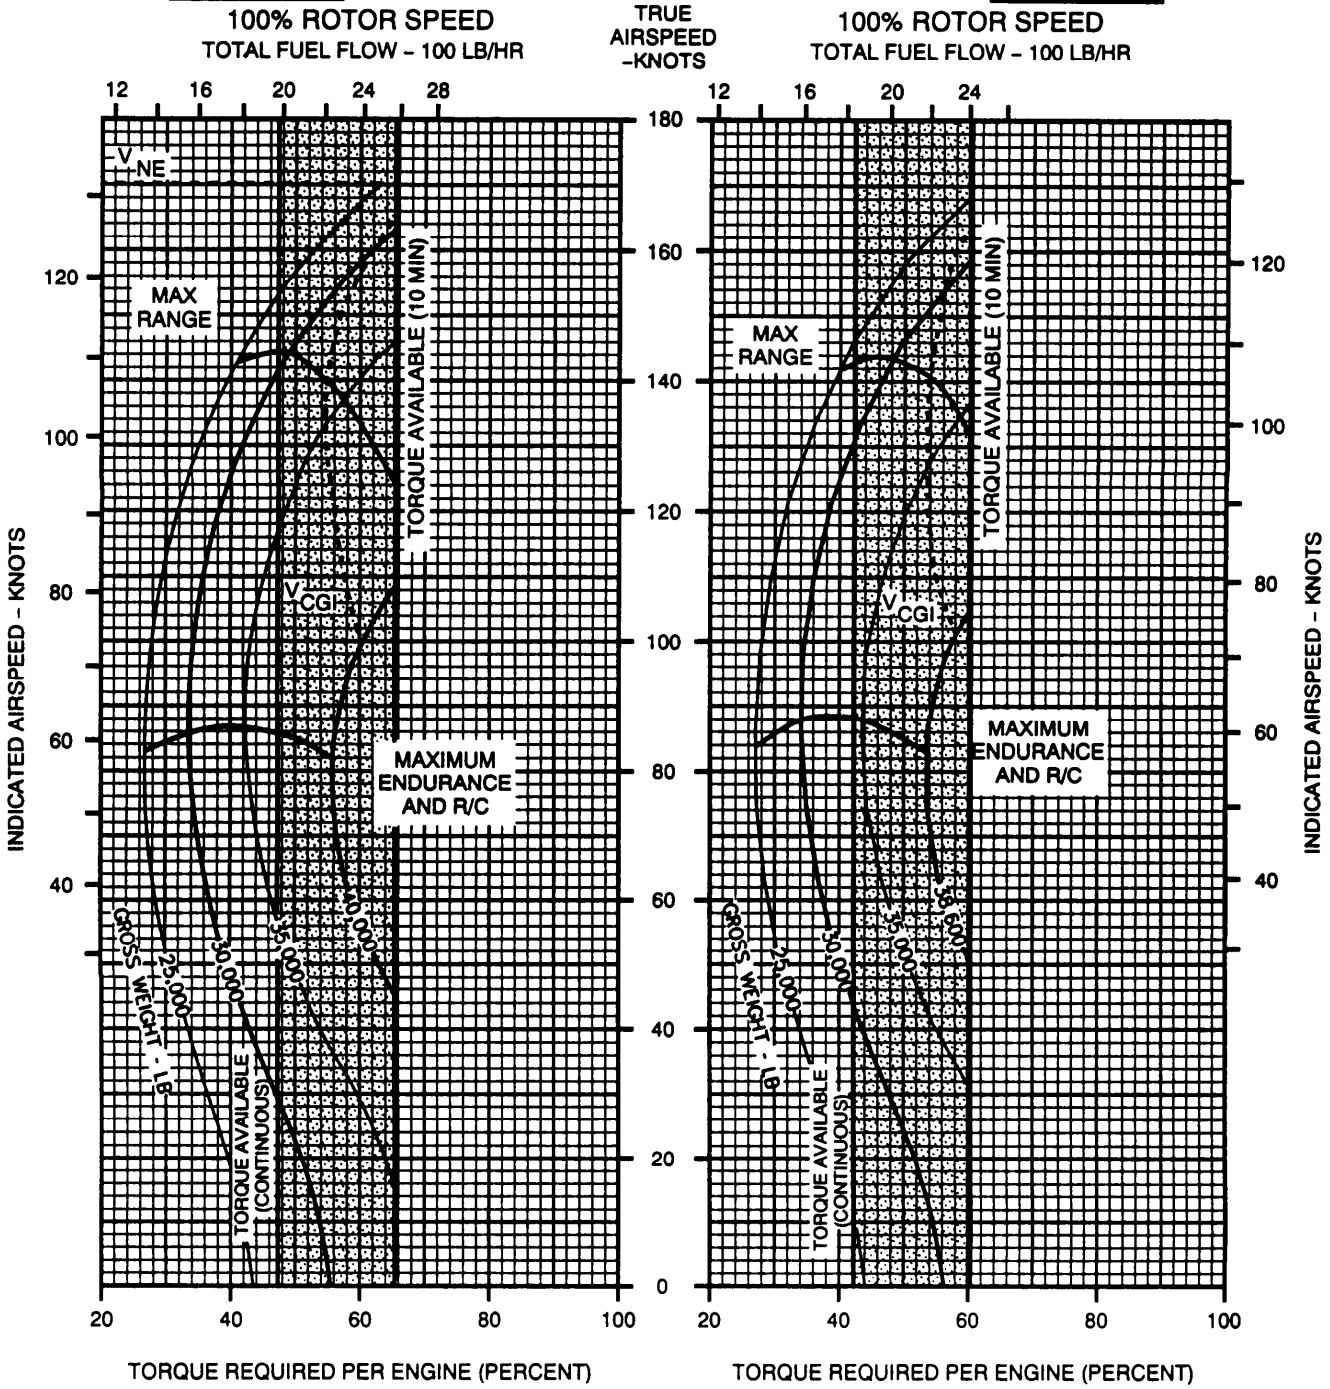 100% ROTOR SPEED
TOTAL FUEL FLOW – 100 LB/HR
12 16 20 24 28
TRUE
AIRSPEED
–KNOTS
100% ROTOR SPEED
TOTAL FUEL FLOW – 100 LB/HR
12 16 20 24
V NE
MAX
RANGE
TORQUE AVAILABLE (10 MIN)
V CGI
MAXIMUM
ENDURANCE
AND R/C
GROSS WEIGHT - LB
25,000
30,000
35,000
40,000
TORQUE AVAILABLE
(CONTINUOUS)
INDICATED AIRSPEED – KNOTS
120
100
80
60
40
180
160
140
120
100
80
60
40
20
0
MAX
RANGE
TORQUE AVAILABLE (10 MIN)
V CGI
MAXIMUM
ENDURANCE
AND R/C
GROSS WEIGHT - LB
25,000
30,000
35,000
38,600
TORQUE AVAILABLE
(CONTINUOUS)
120
100
80
60
40
INDICATED AIRSPEED – KNOTS
20 40 60 80 100
TORQUE REQUIRED PER ENGINE (PERCENT)
20 40 60 80 100
TORQUE REQUIRED PER ENGINE (PERCENT)